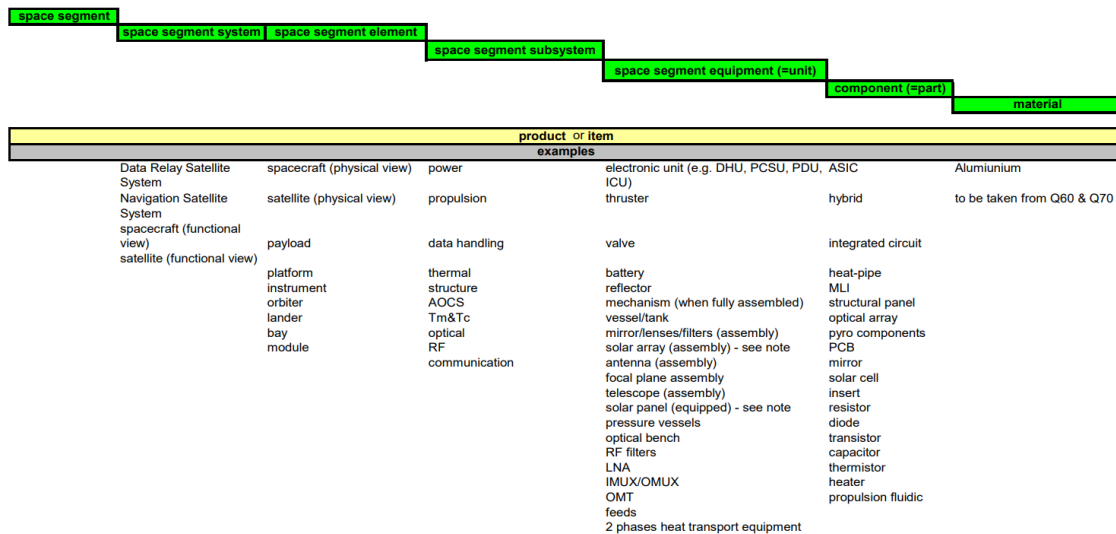 space segment
space segment system space segment element
space segment subsystem
space segment equipment (=unit)
component (=part)
material
product or item
examples
Data Relay Satellite System
spacecraft (physical view)
power
electronic unit (e.g. DHU, PCSU, PDU, ICU)
ASIC
Alumiunium
Navigation Satellite System
satellite (physical view)
propulsion
thruster
hybrid
to be taken from Q60 & Q70
spacecraft (functional view)
payload
data handling
valve
integrated circuit
satellite (functional view)
platform
thermal
battery
heat-pipe
instrument
structure
reflector
MLI
orbiter
AOCS
mechanism (when fully assembled)
structural panel
lander
Tm&Tc
vessel/tank
optical array
bay
optical
mirror/lenses/filters (assembly)
pyro components
module
RF
solar array (assembly) - see note
PCB
communication
antenna (assembly)
mirror
focal plane assembly
solar cell
telescope (assembly)
insert
solar panel (equipped) - see note
resistor
pressure vessels
diode
optical bench
transistor
RF filters
capacitor
LNA
thermistor
IMUX/OMUX
heater
OMT
propulsion fluidic
feeds
2 phases heat transport equipment